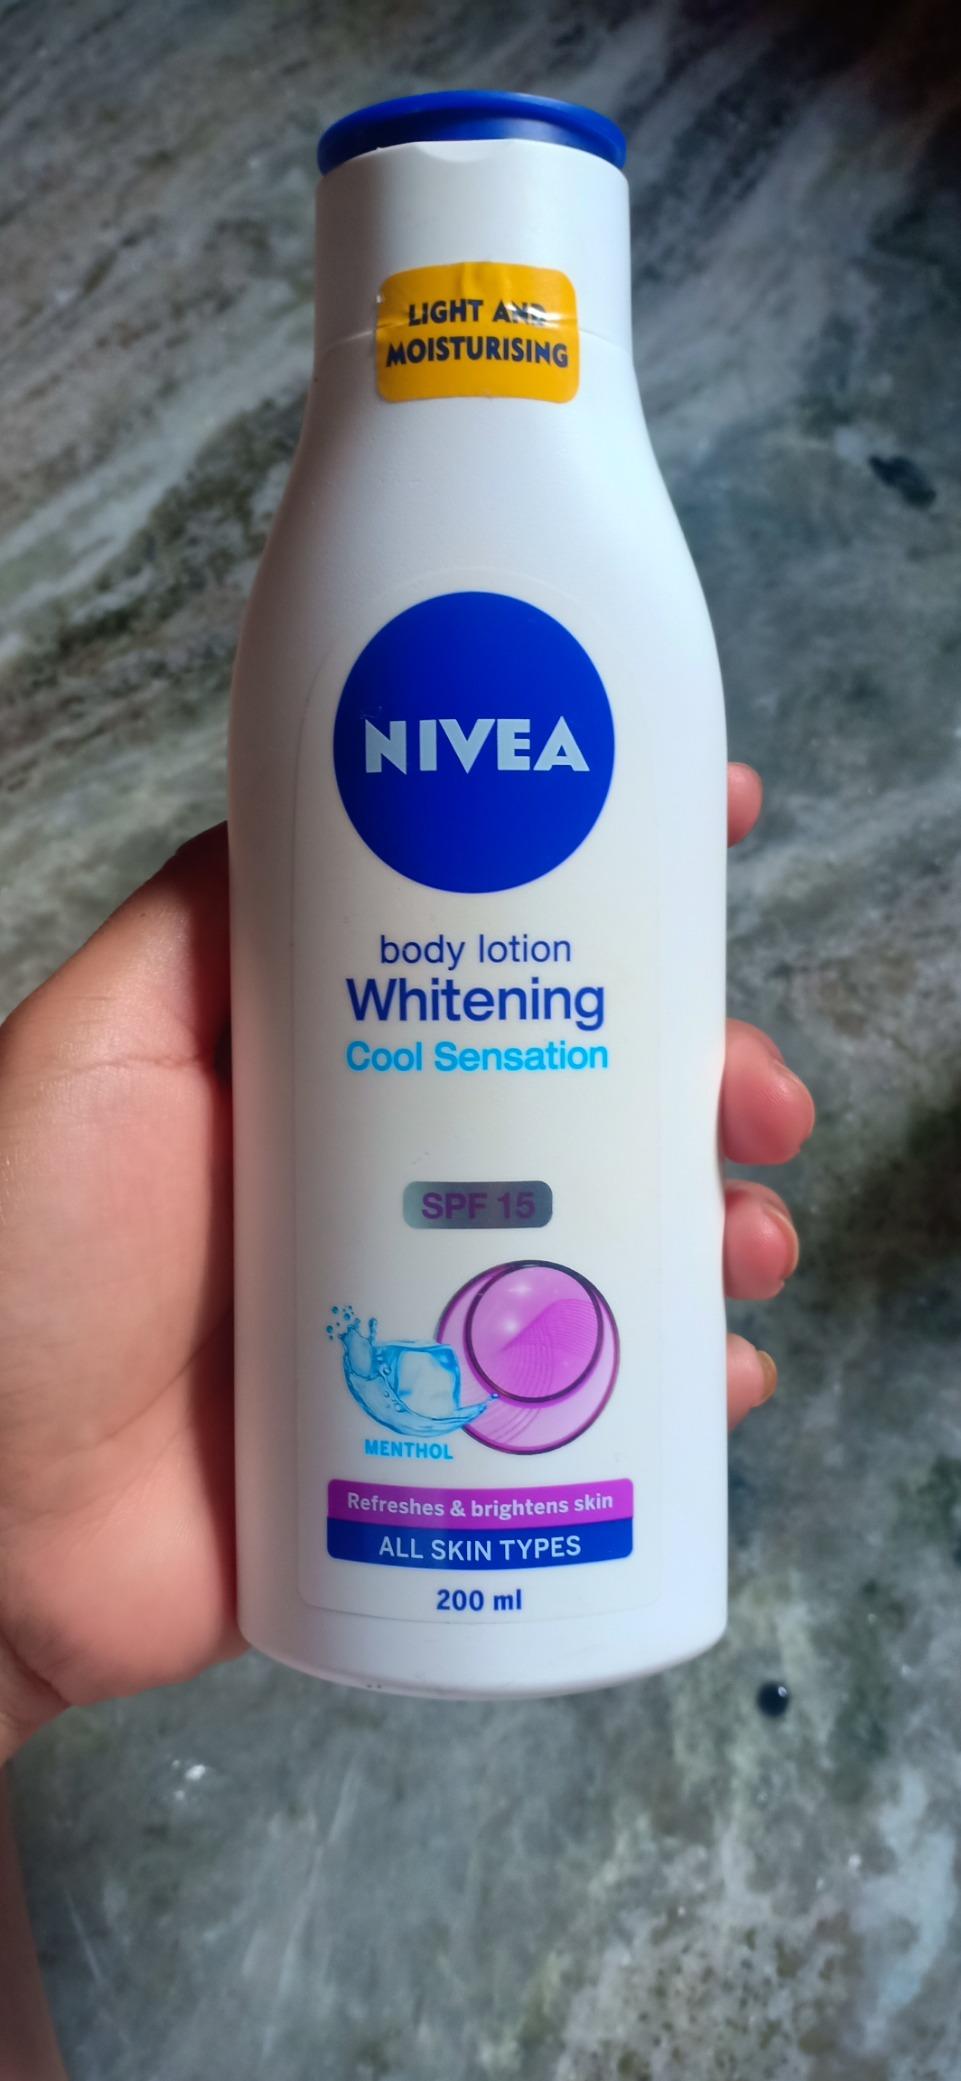 LIGHT AND
MOISTURISING
NIVEA
body lotion
Whitening
Cool Sensation
SPF 15
MENTHOL
Refreshes & brightens skin
ALL SKIN TYPES
200 ml